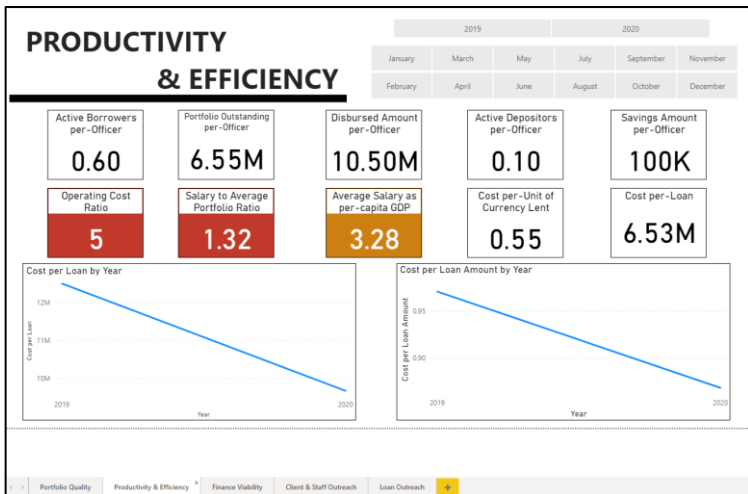 PRODUCTIVITY
& EFFICIENCY
2019 2020
January March May July September November
February April June August October December
Active Borrowers
per-Officer
0.60
Portfolio Outstanding
per-Officer
6.55M
Disbursed Amount
per-Officer
10.50M
Active Depositors
per-Officer
0.10
Savings Amount
per-Officer
100K
Operating Cost
Ratio
5
Salary to Average
Portfolio Ratio
1.32
Average Salary as
per-capita GDP
3.28
Cost per-Unit of
Currency Lent
0.55
Cost per-Loan
6.53M
Cost per Loan by Year
Cost per Loan
12M
11M
10M
2019 2020
Year
Cost per Loan Amount by Year
Cost per Loan Amount
0.95
0.90
2019 2020
Year
Portfolio Quality Productivity & Efficiency Finance Viability Client & Staff Outreach Loan Outreach +